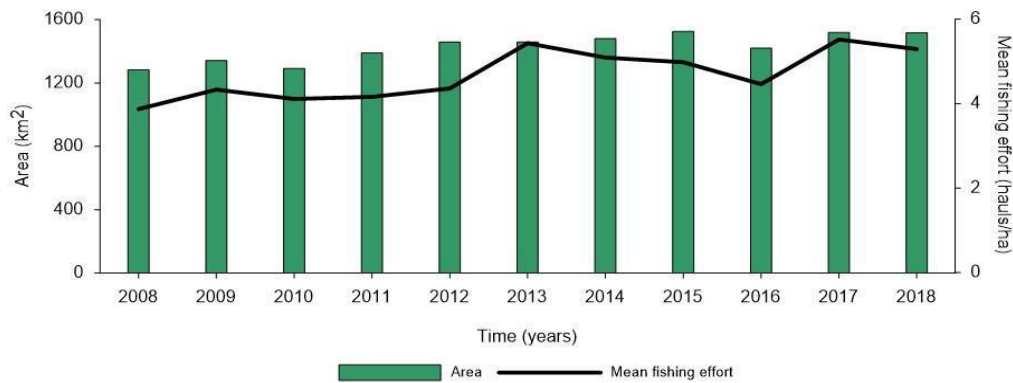 1600
1200
800
400
0
Area (km²)
6
4
2
0
Mean fishing effort (hauls/ha)
2008 2009 2010 2011 2012 2013 2014 2015 2016 2017 2018
Time (years)
Area Mean fishing effort